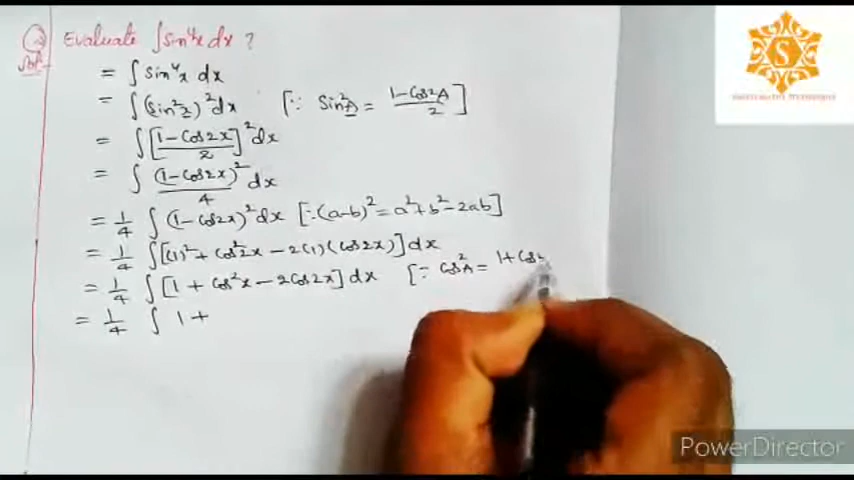 Q Evaluate ∫sin⁴x dx ?
Sol = ∫ sin⁴x dx
= ∫(sin²x)² dx [∵ Sin²A = (1-Cos2A)/2]
= ∫[(1-Cos2x)/2]² dx
= ∫ (1-Cos2x)²/4 dx
= 1/4 ∫ (1-Cos2x)² dx [∵(a-b)² = a²+b²-2ab]
= 1/4 ∫[(1)² + Cos²2x - 2(1)(Cos2x)] dx
= 1/4 ∫[1 + Cos²x - 2Cos2x] dx [∵ Cos²A = 1+Cos
= 1/4 ∫ 1 +
S
PowerDirector